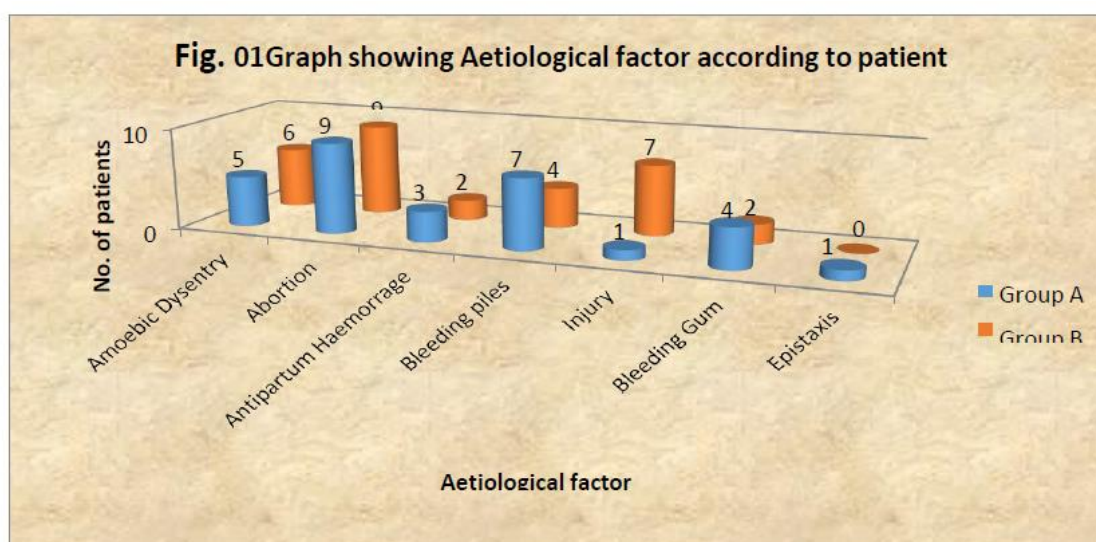 Fig. 01Graph showing Aetiological factor according to patient
No. of patients
10
0
5
6
9
3
2
7
4
1
7
4
2
1
0
Amoebic Dysentry
Abortion
Antipartum Haemorrage
Bleeding piles
Injury
Bleeding Gum
Epistaxis
Group A
Group B
Aetiological factor